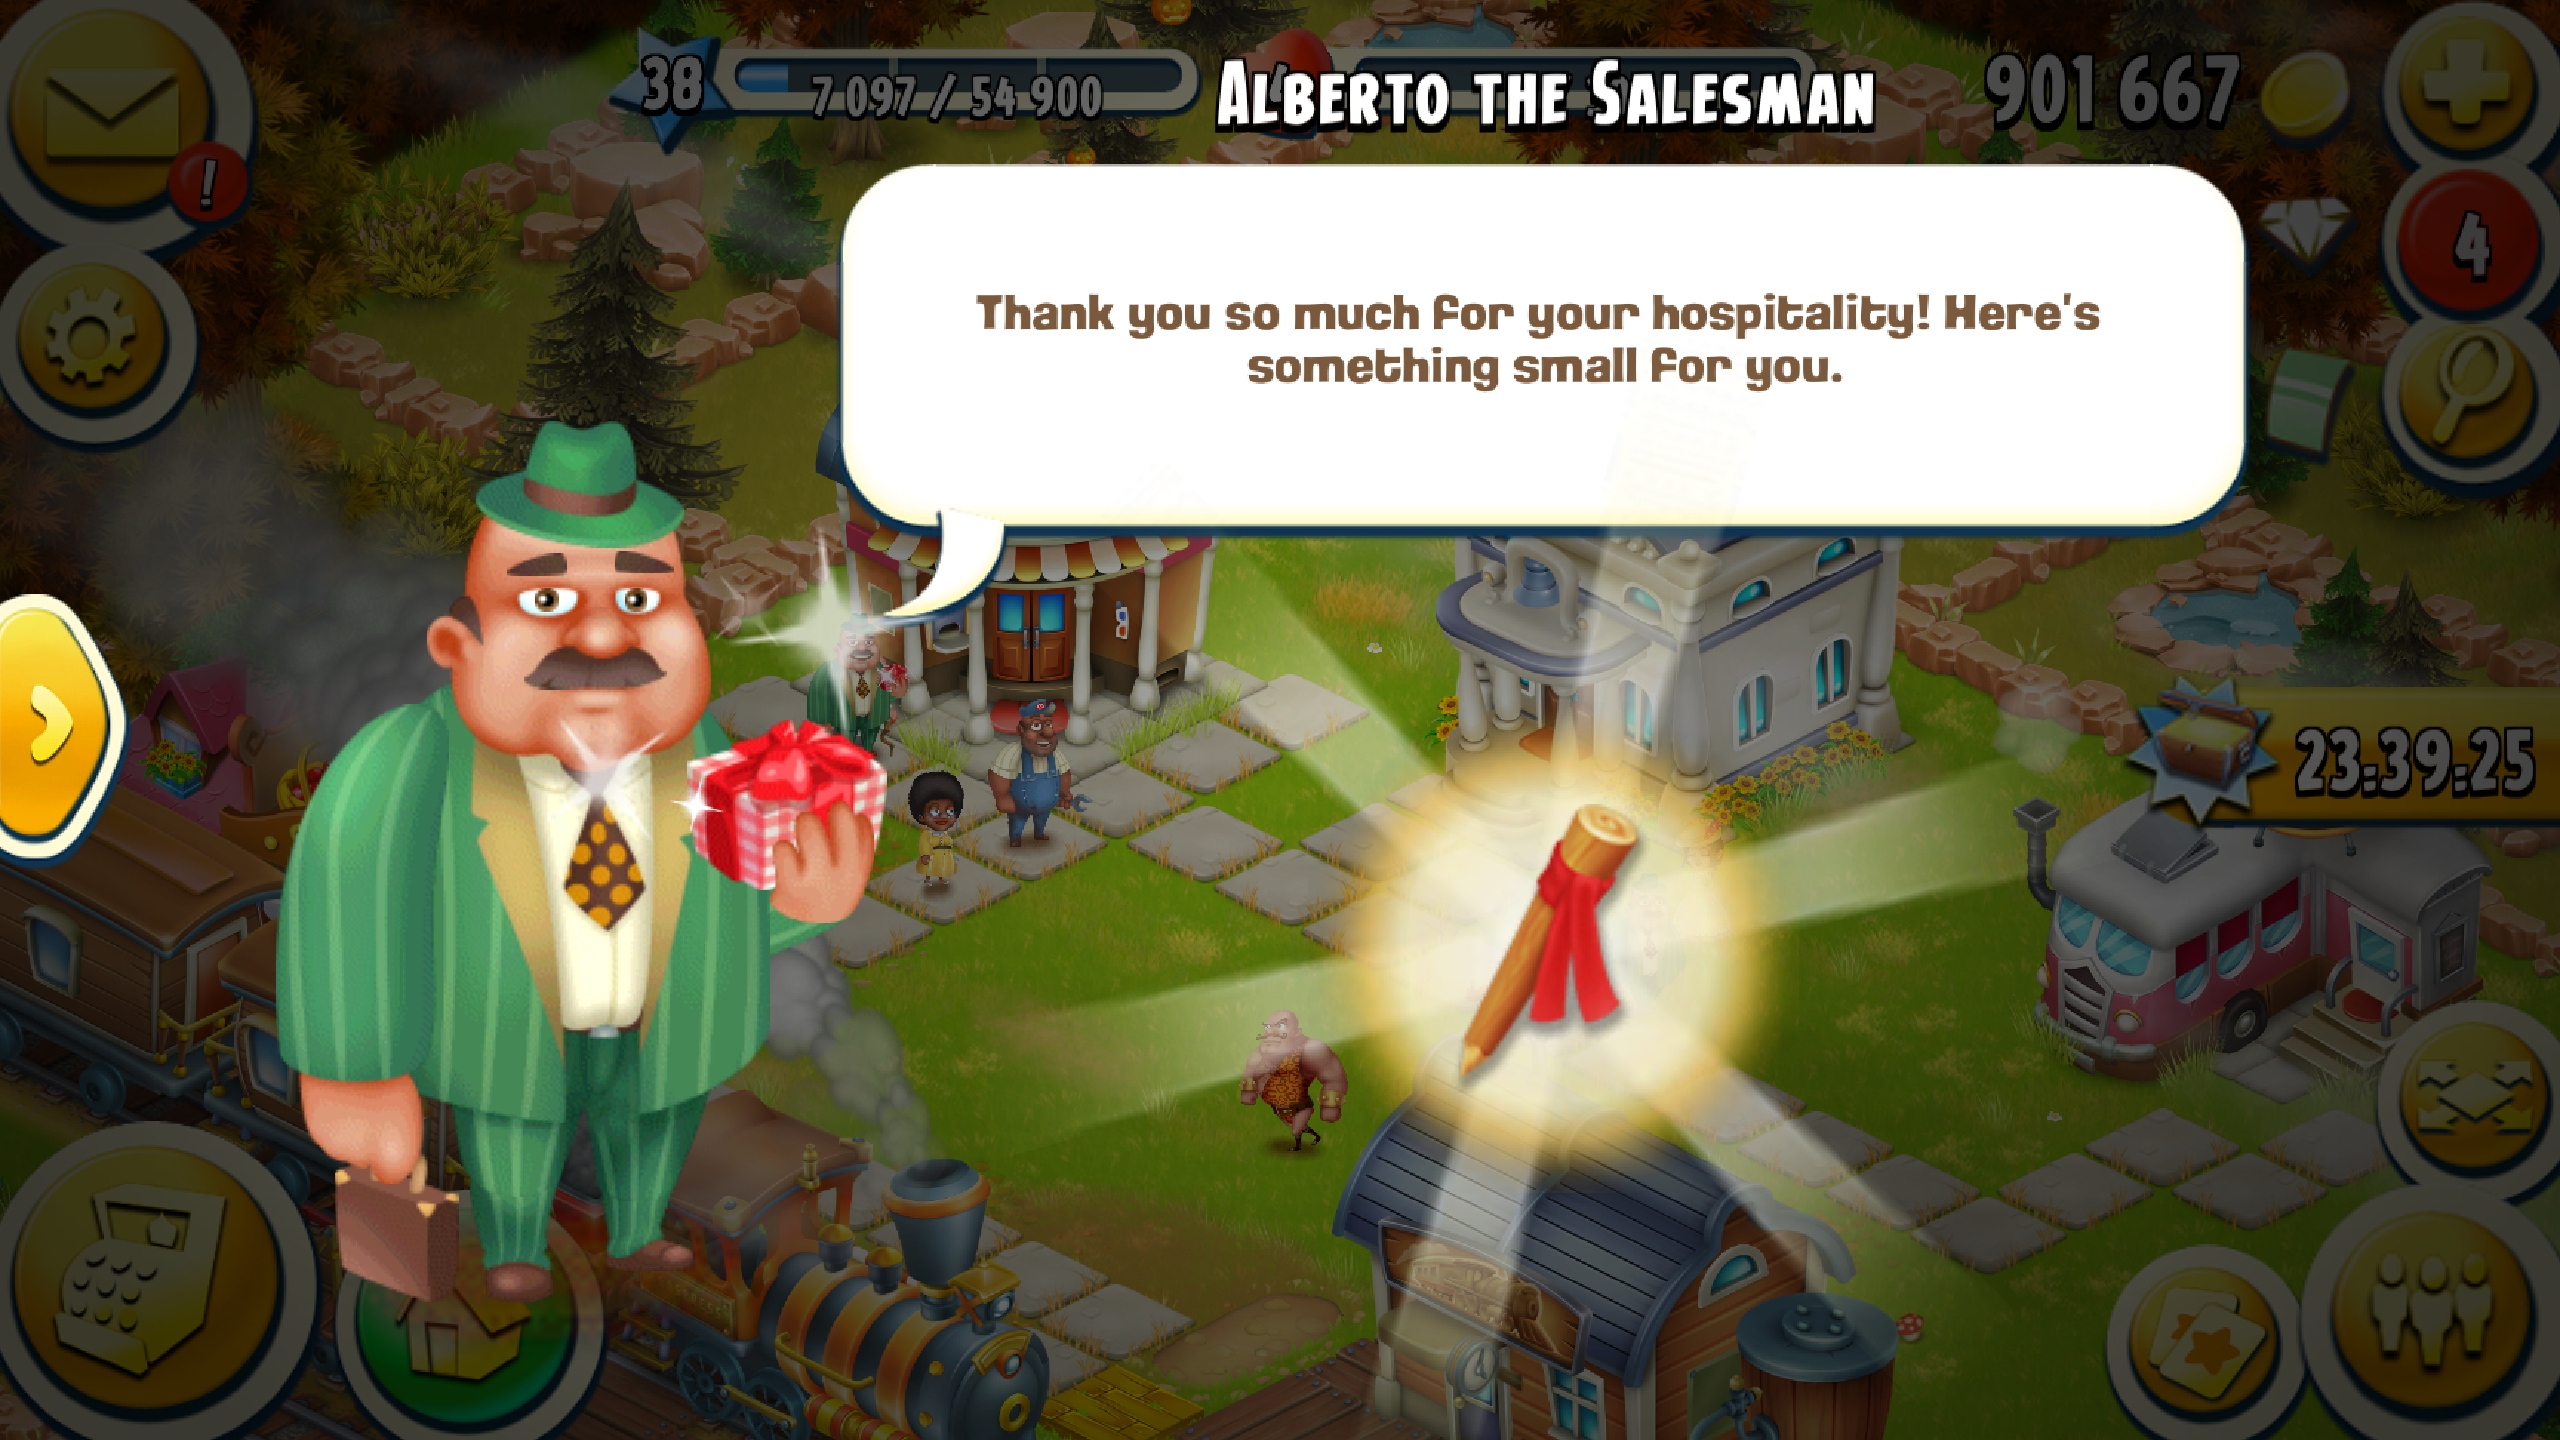 38
7 097 / 54 900
ALBERTO THE SALESMAN
901 667
!
4
Thank you so much for your hospitality! Here's
something small for you.
23:39:25